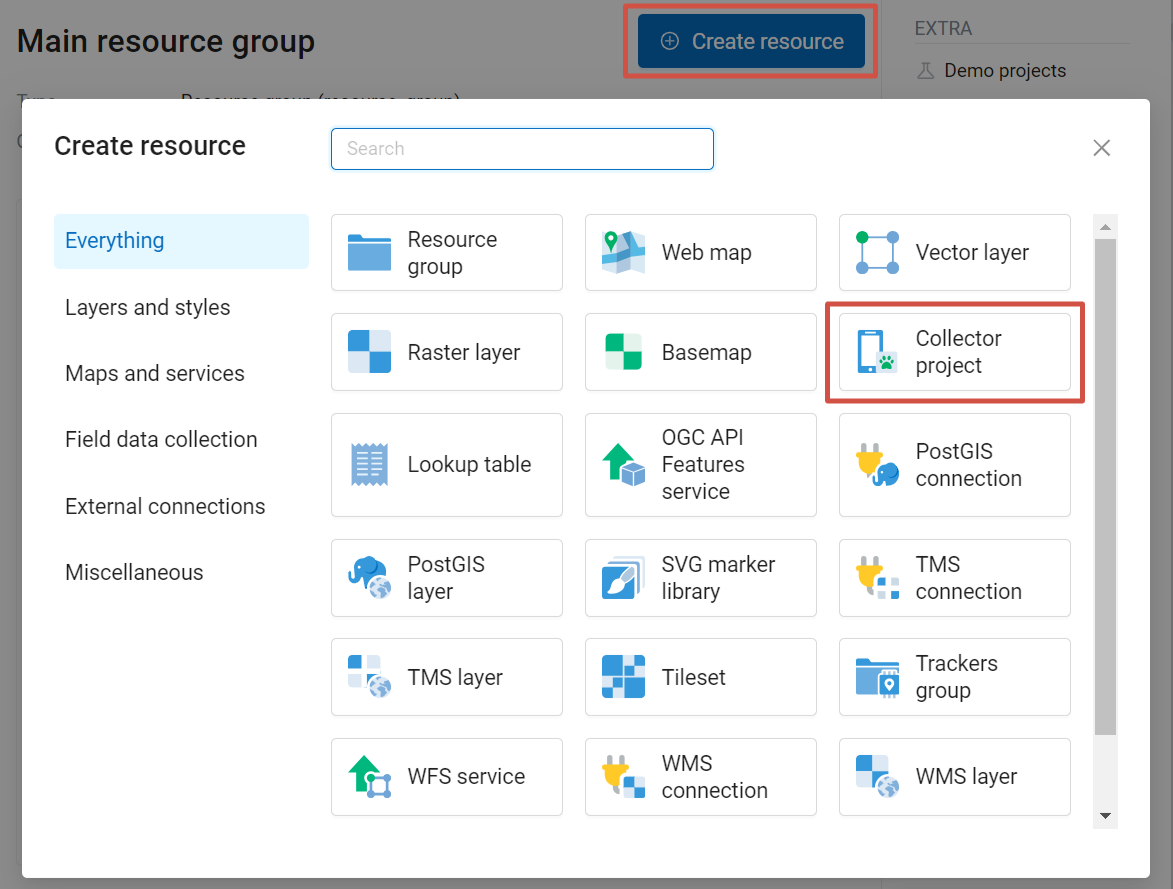 Main resource group
Create resource
EXTRA
Demo projects
Type
Resource group (resource_group)
Create resource
Search
Everything
Layers and styles
Maps and services
Field data collection
External connections
Miscellaneous
Resource
group
Web map
Vector layer
Raster layer
Basemap
Collector
project
Lookup table
OGC API
Features
service
PostGIS
connection
PostGIS
layer
SVG marker
library
TMS
connection
TMS layer
Tileset
Trackers
group
WFS service
WMS
connection
WMS layer